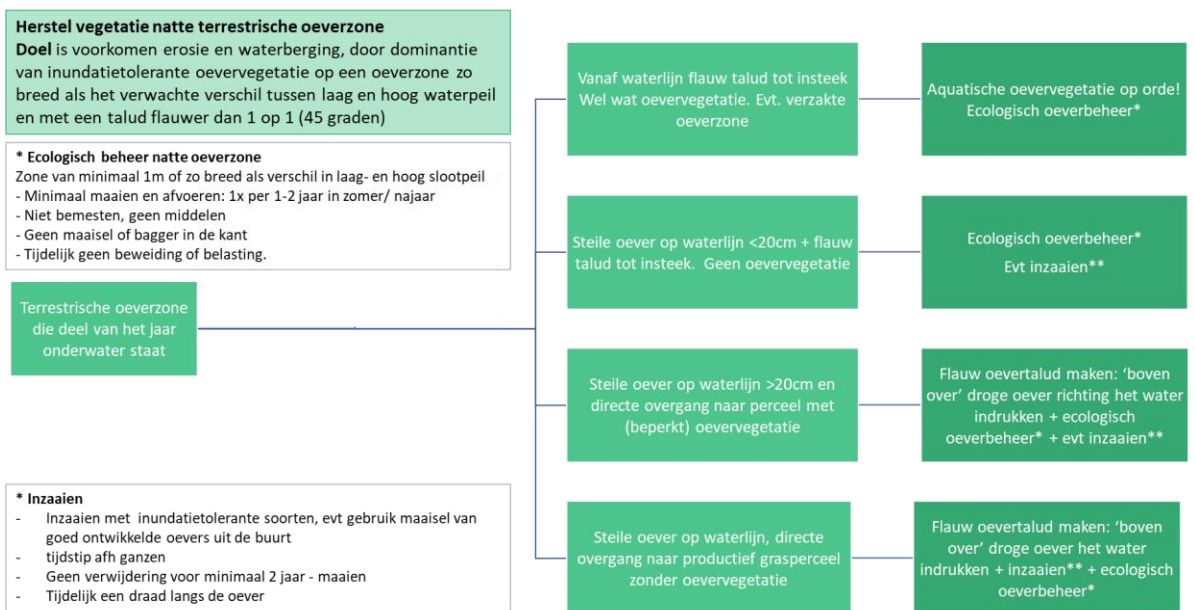 Herstel vegetatie natte terrestrische oeverzone
Doel is voorkomen erosie en waterberging, door dominantie
van inundatietolerante oevervegetatie op een oeverzone zo
breed als het verwachte verschil tussen laag en hoog waterpeil
en met een talud flauwer dan 1 op 1 (45 graden)
* Ecologisch beheer natte oeverzone
Zone van minimaal 1m of zo breed als verschil in laag- en hoog slootpeil
- Minimaal maaien en afvoeren: 1x per 1-2 jaar in zomer/ najaar
- Niet bemesten, geen middelen
- Geen maaisel of bagger in de kant
- Tijdelijk geen beweiding of belasting.
Terrestrische oeverzone
die deel van het jaar
onderwater staat
* Inzaaien
- Inzaaien met inundatietolerante soorten, evt gebruik maaisel van
goed ontwikkelde oevers uit de buurt
- tijdstip afh ganzen
- Geen verwijdering voor minimaal 2 jaar - maaien
- Tijdelijk een draad langs de oever
Vanaf waterlijn flauw talud tot insteek
Wel wat oevervegetatie. Evt. verzakte
oeverzone
Aquatische oevervegetatie op orde!
Ecologisch oeverbeheer*
Steile oever op waterlijn <20cm + flauw
talud tot insteek. Geen oevervegetatie
Ecologisch oeverbeheer*
Evt inzaaien**
Steile oever op waterlijn >20cm en
directe overgang naar perceel met
(beperkt) oevervegetatie
Flauw oevertalud maken: ‘boven
over’ droge oever richting het water
indrukken + ecologisch
oeverbeheer* + evt inzaaien**
Steile oever op waterlijn, directe
overgang naar productief grasperceel
zonder oevervegetatie
Flauw oevertalud maken: ‘boven
over’ droge oever het water
indrukken + inzaaien** + ecologisch
oeverbeheer*